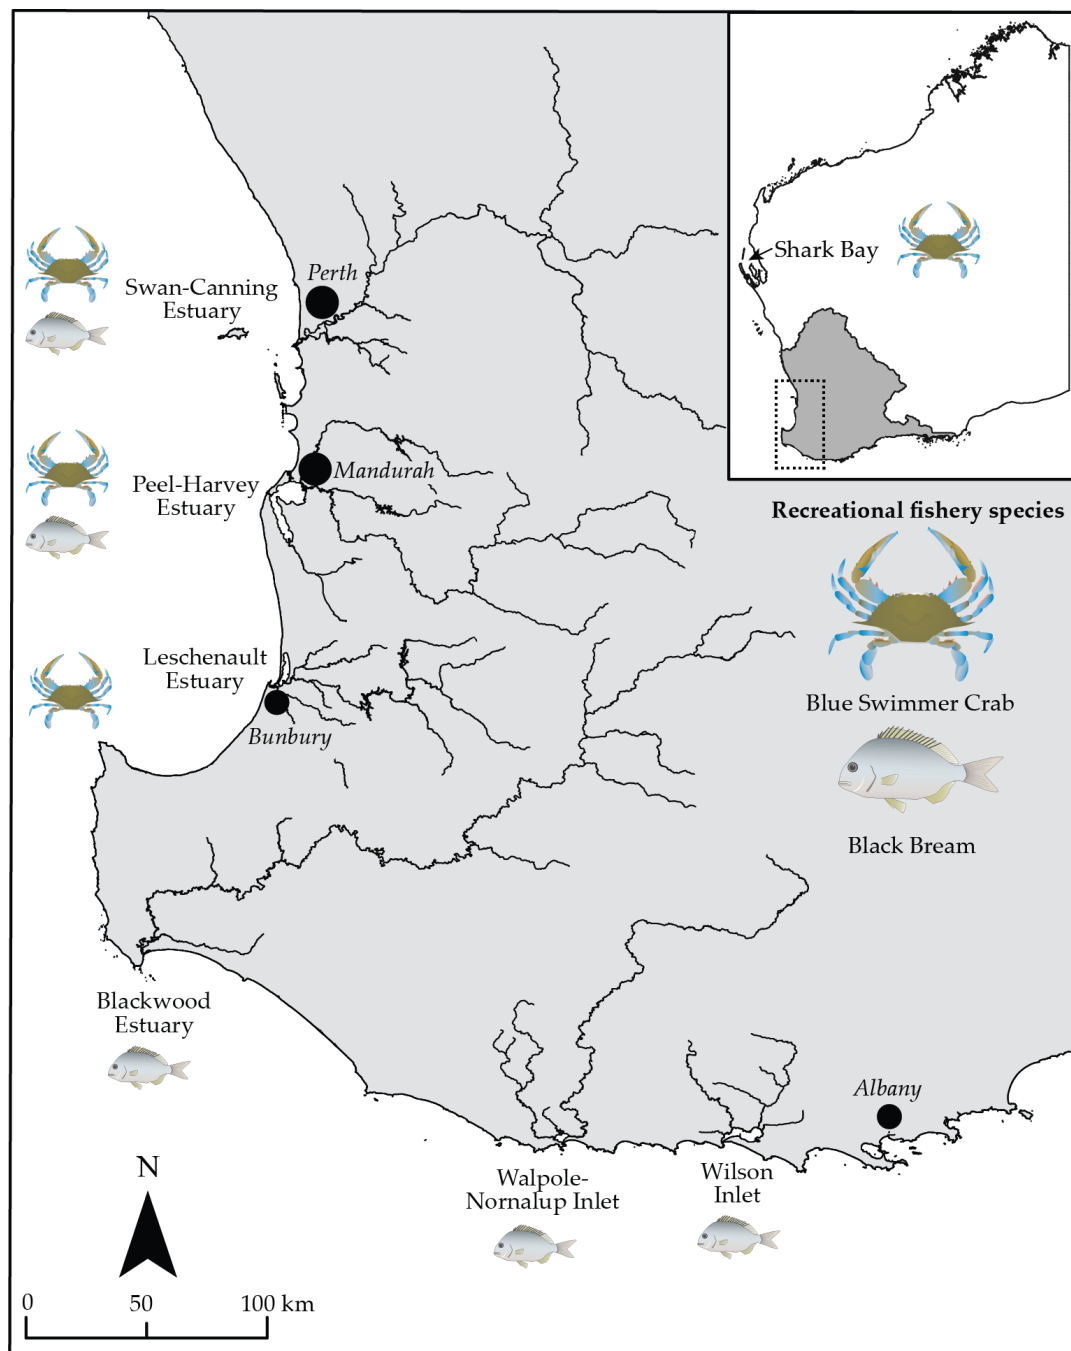 Shark Bay
Perth
Swan-Canning
Estuary
Mandurah
Peel-Harvey
Estuary
Recreational fishery species
Blue Swimmer Crab
Leschenault
Estuary
Bunbury
Black Bream
Blackwood
Estuary
Albany
Walpole-
Nornalup Inlet
Wilson
Inlet
N
0 50 100 km